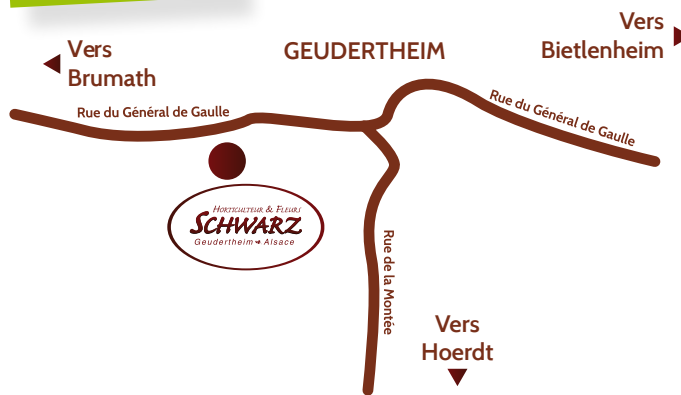 Vers
Bietlenheim
Vers
Brumath
GEUDERTHEIM
Rue du Général de Gaulle
Rue du Général de Gaulle
HORTICULTEUR & FLEURS
SCHWARZ
Geudertheim Alsace
Rue de la Montée
Vers
Hoerdt